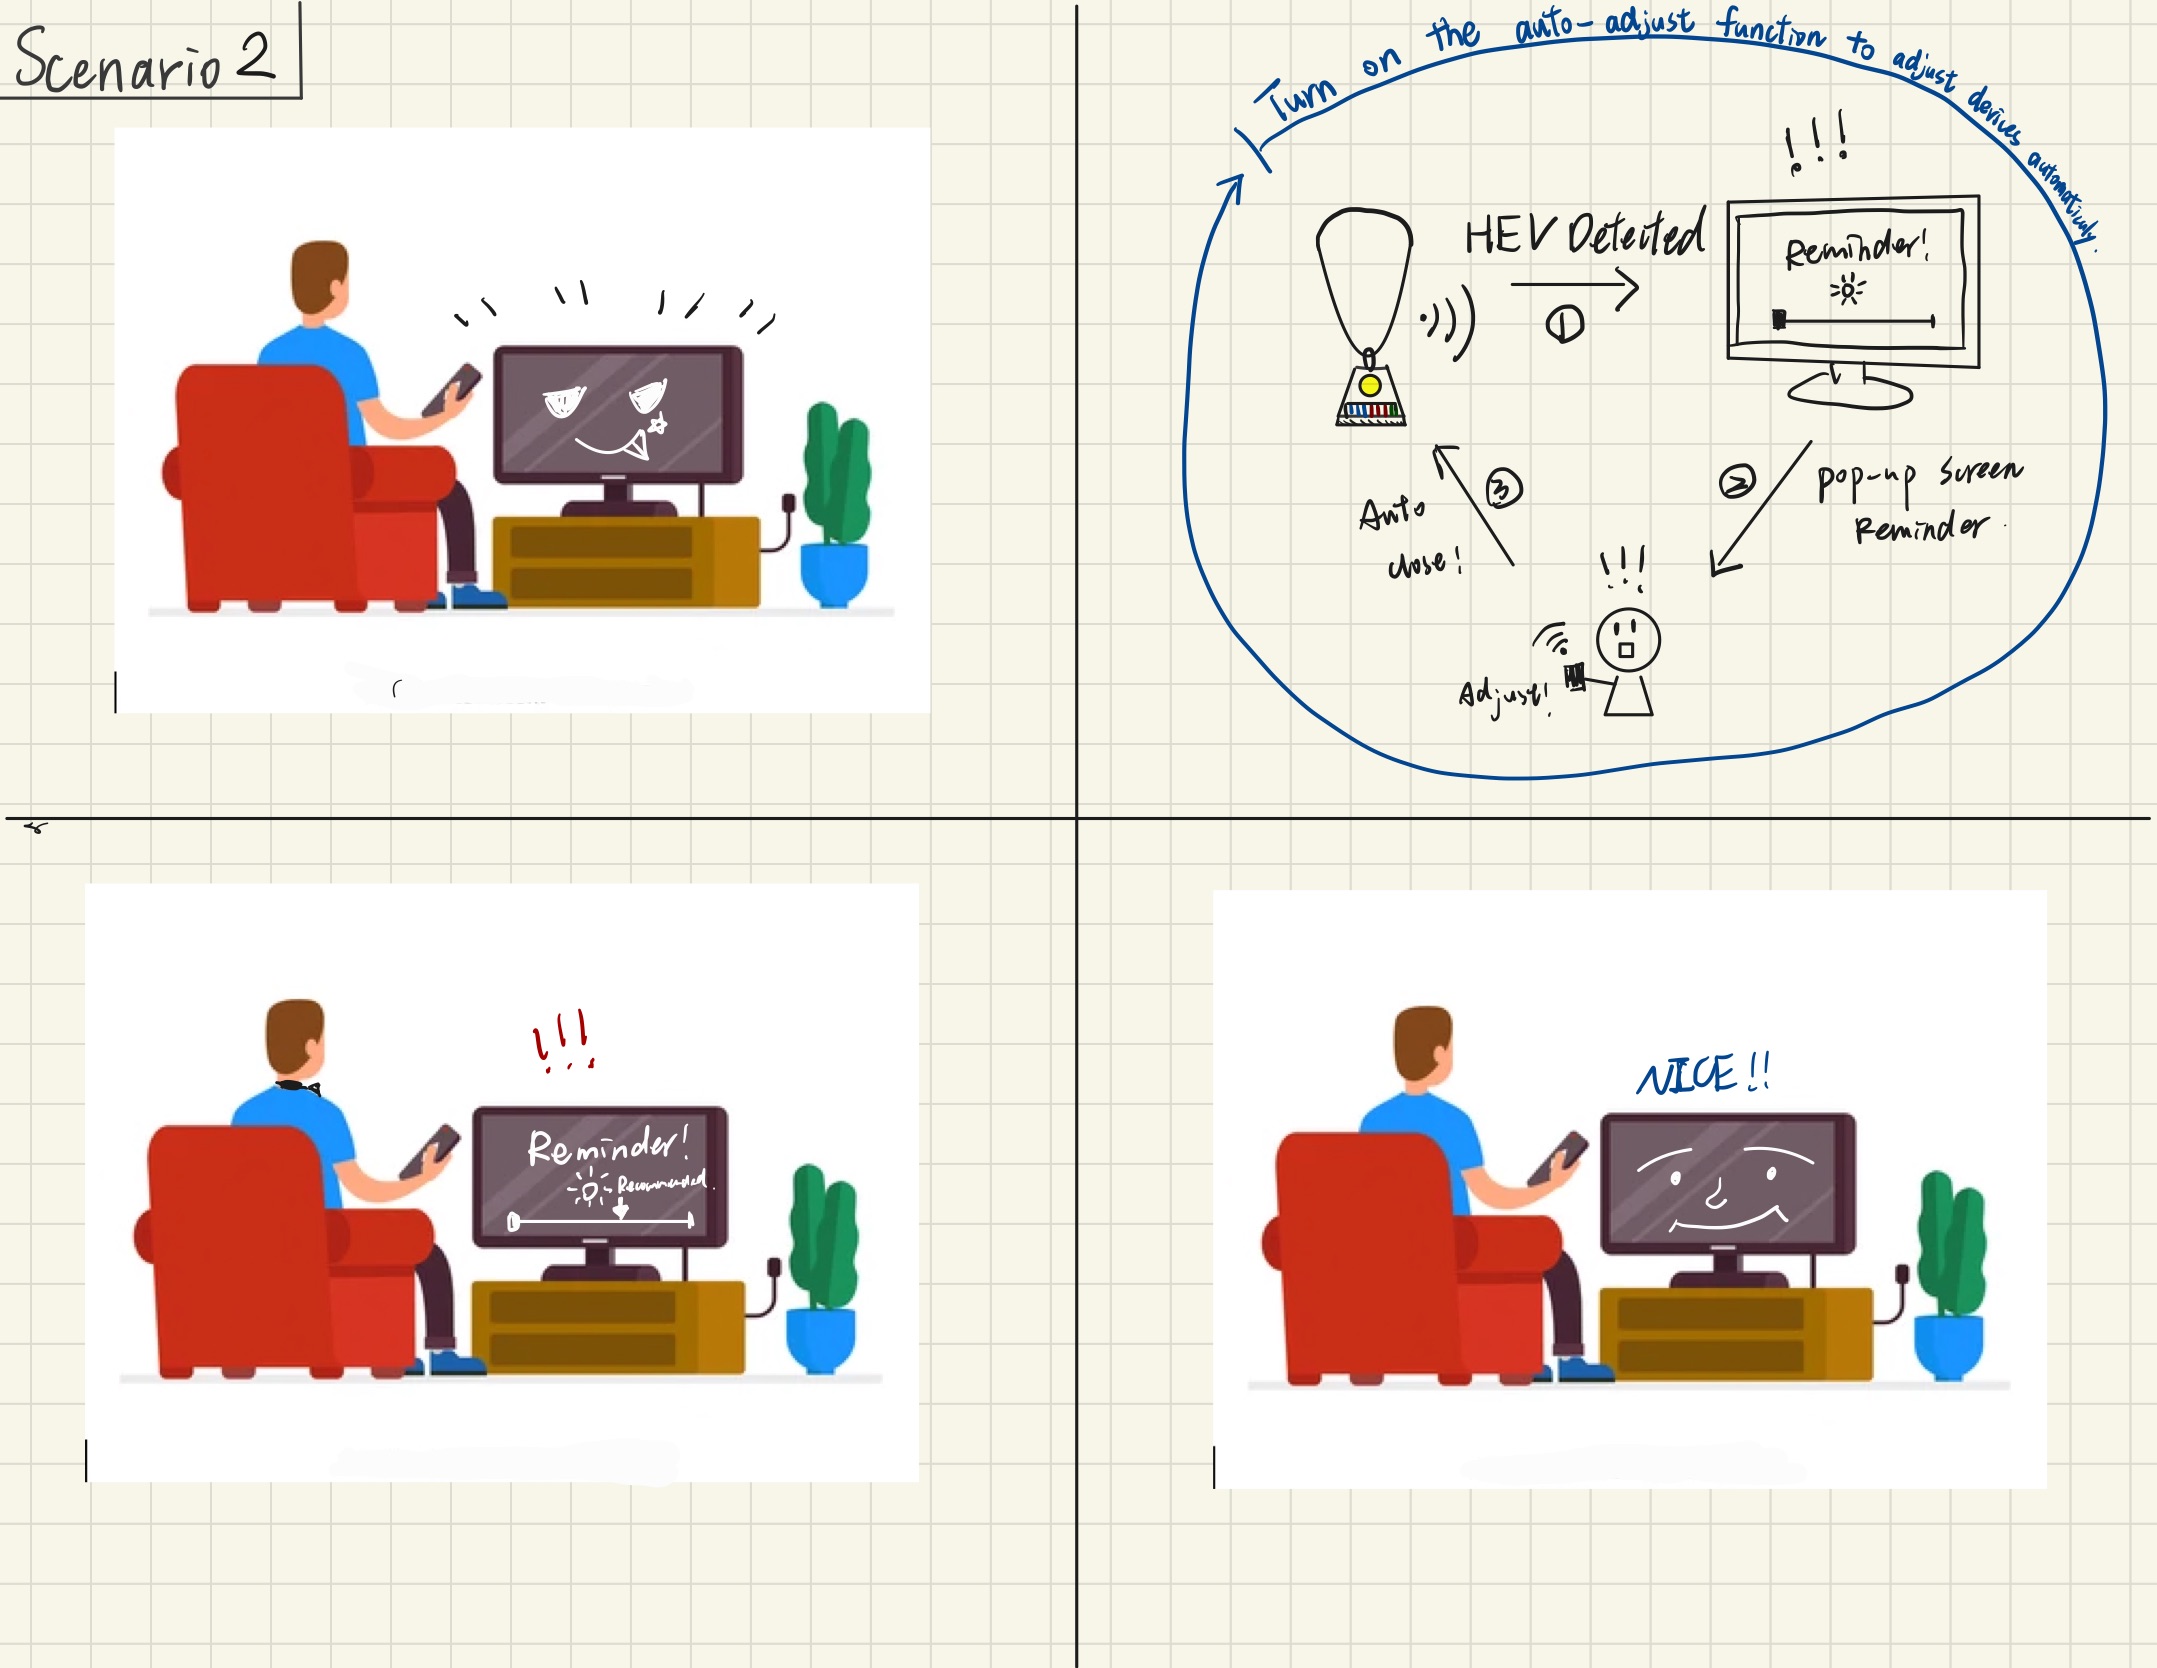 Scenario 2
Turn on the auto-adjust function to adjust devices automaticly.
!!!
HEV Detected
Reminder!
①
②
pop-up screen
Reminder.
③
Auto
close!
!!!
Adjust!
!!!
Reminder!
Recommended.
NICE!!